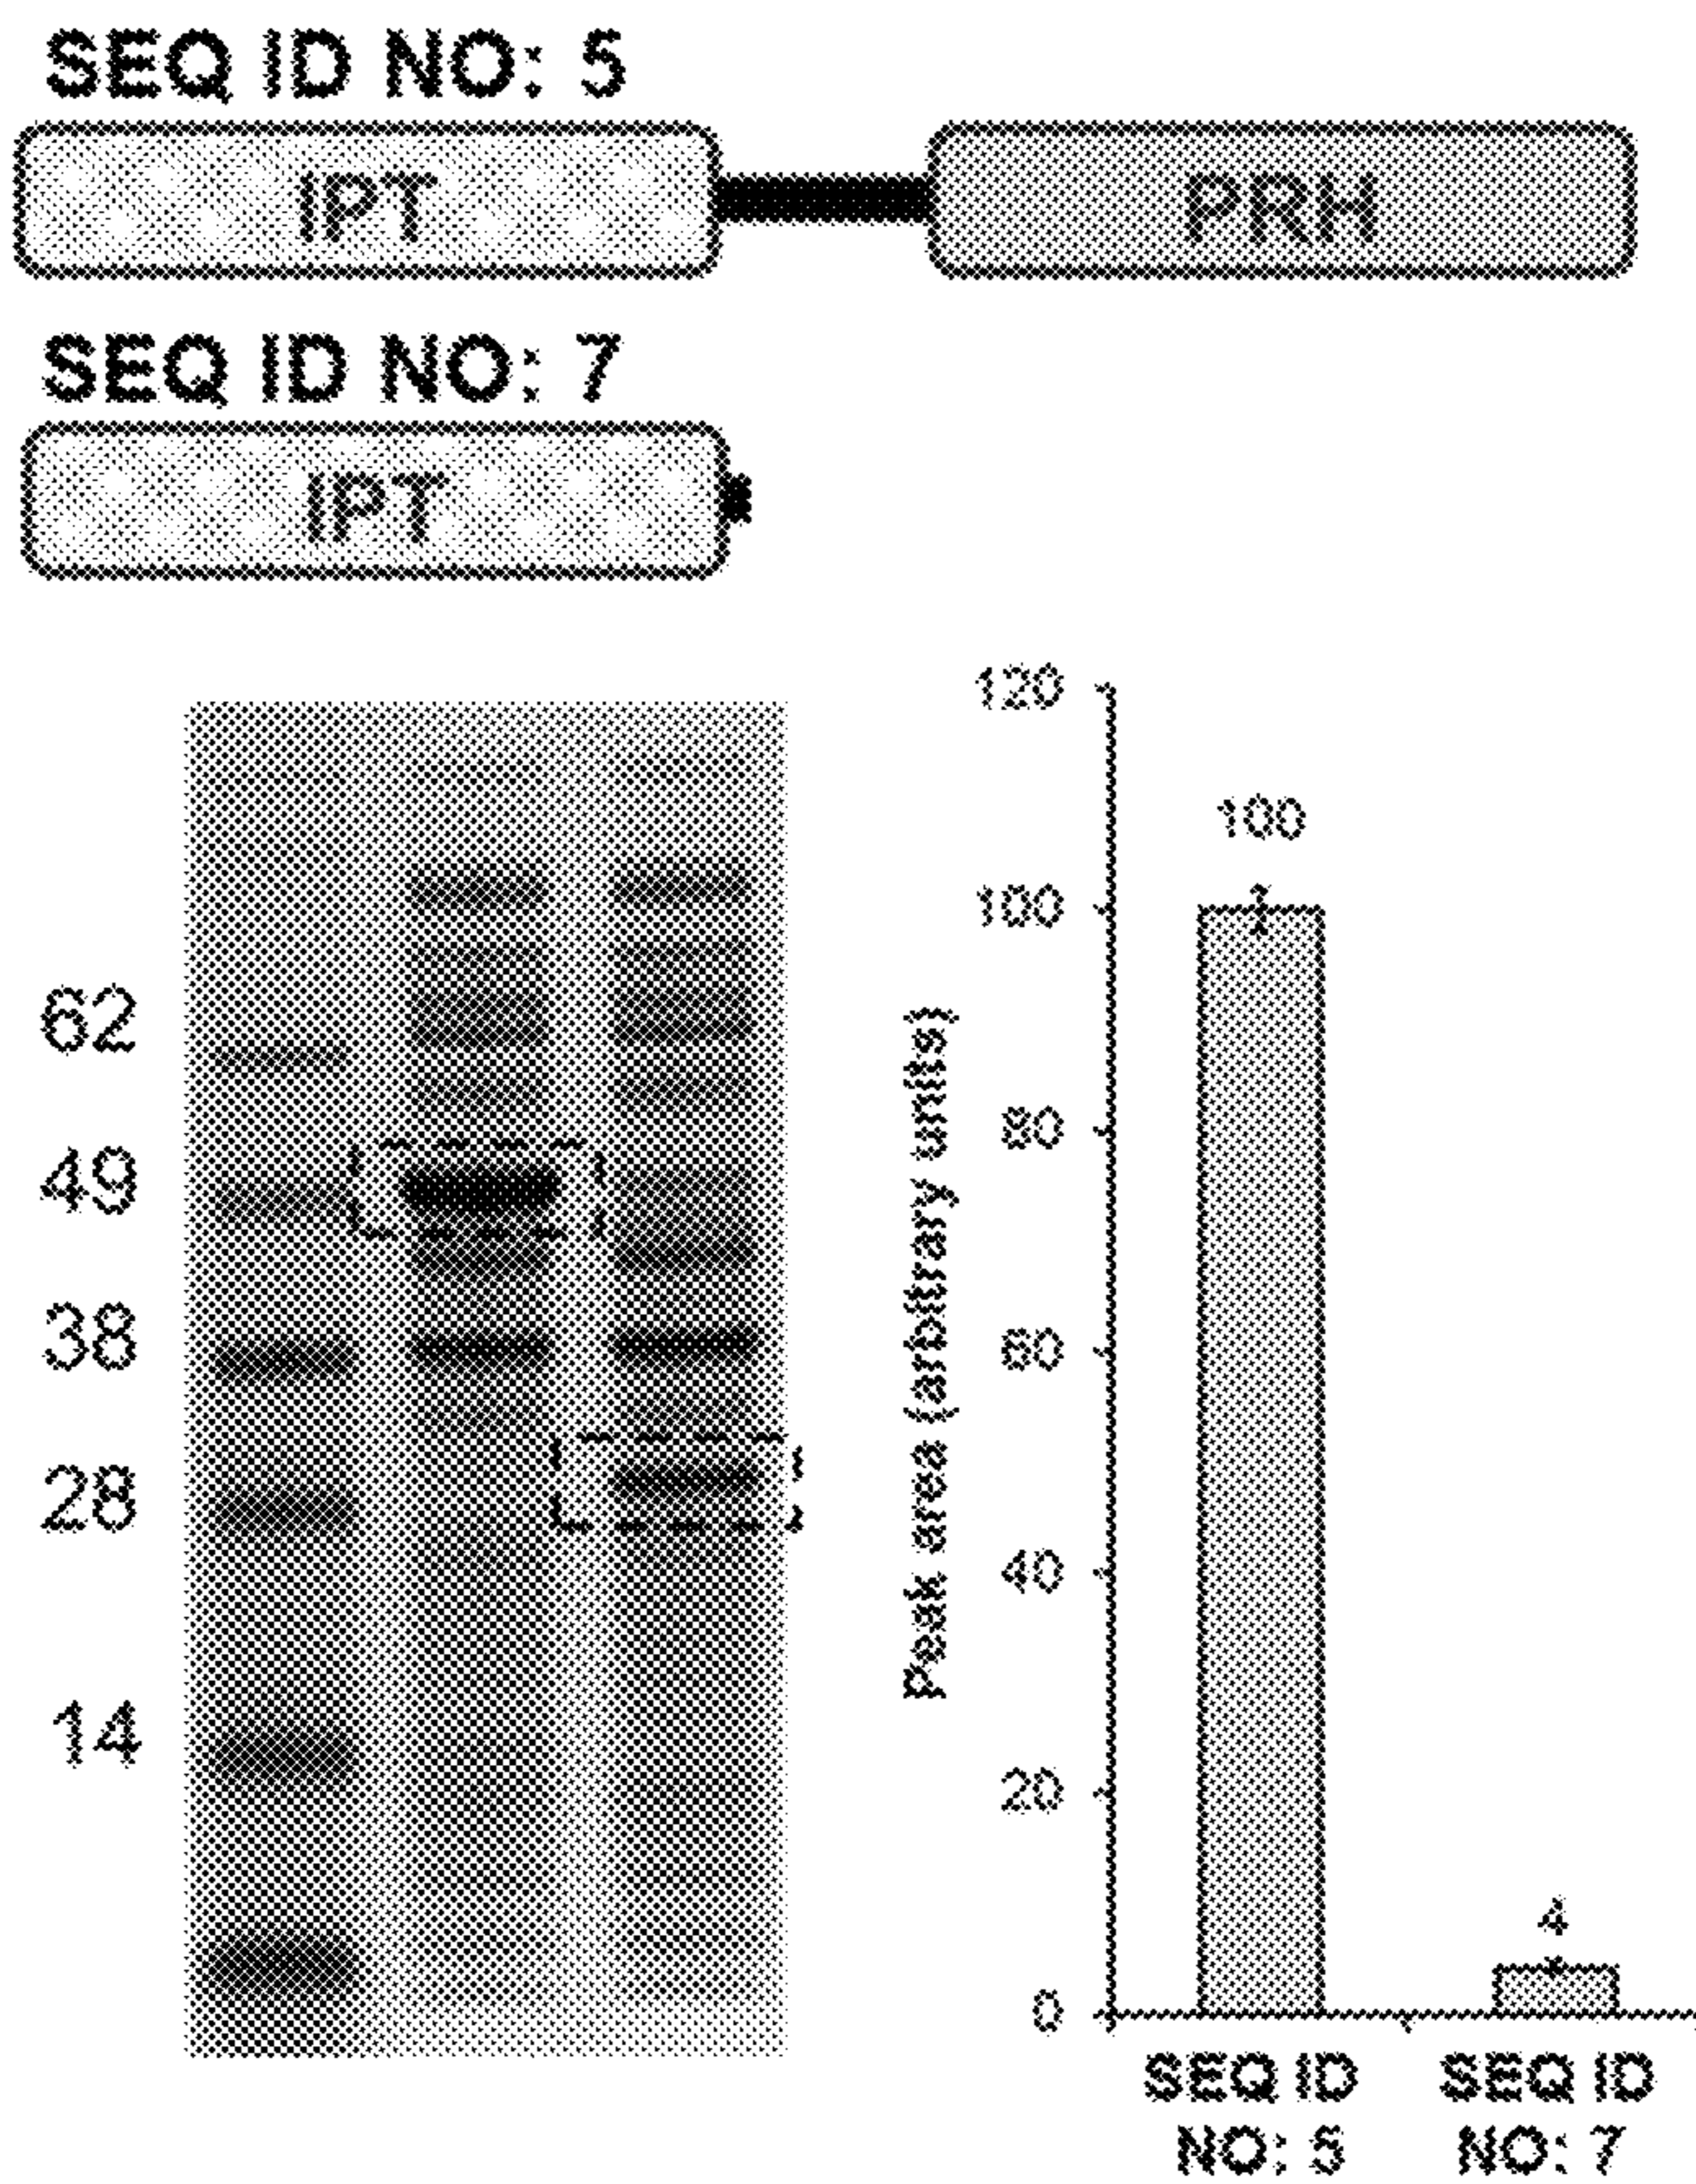 SEQ ID NO: 5
IPT
PRH
SEQ ID NO: 7
IPT
62
49
38
28
14
Peak area (arbitrary units)
120
100
80
60
40
20
0
100
4
SEQ ID
NO: 5
SEQ ID
NO: 7